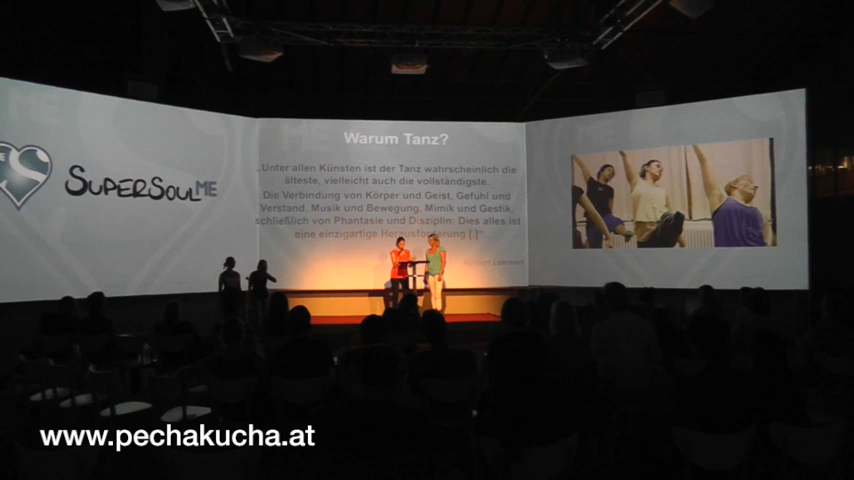 SUPERSOULME
Warum Tanz?
„Unter allen Künsten ist der Tanz wahrscheinlich die
älteste, vielleicht auch die vollständigste.
Die Verbindung von Körper und Geist, Gefühl und
Verstand, Musik und Bewegung, Mimik und Gestik,
schließlich von Phantasie und Disziplin: Dies alles ist
eine einzigartige Herausforderung [ ]“
Lammert
www.pechakucha.at